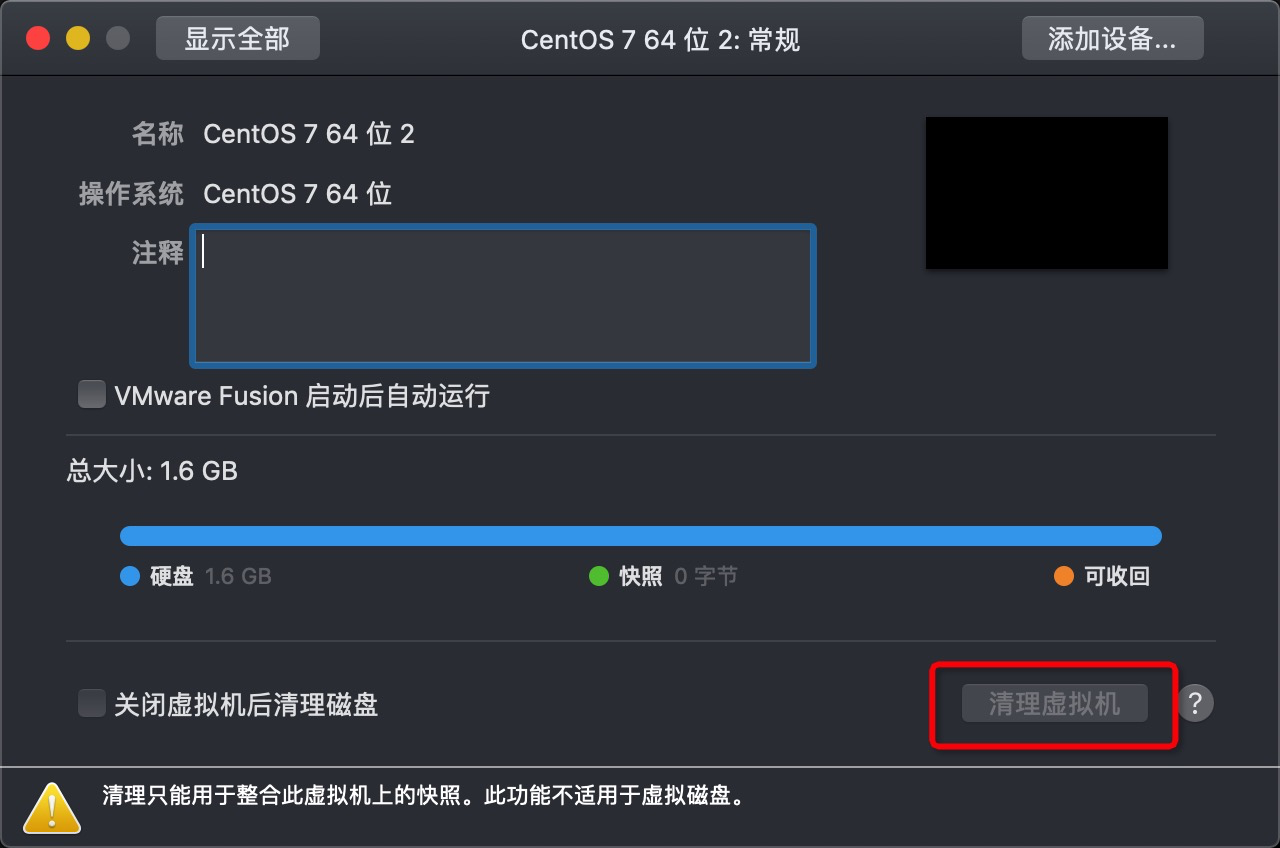 显示全部 CentOS 7 64 位 2: 常规 添加设备...
名称 CentOS 7 64 位 2
操作系统 CentOS 7 64 位
注释
VMware Fusion 启动后自动运行
总大小: 1.6 GB
硬盘 1.6 GB 快照 0 字节 可收回
关闭虚拟机后清理磁盘 清理虚拟机 ?
清理只能用于整合此虚拟机上的快照。此功能不适用于虚拟磁盘。